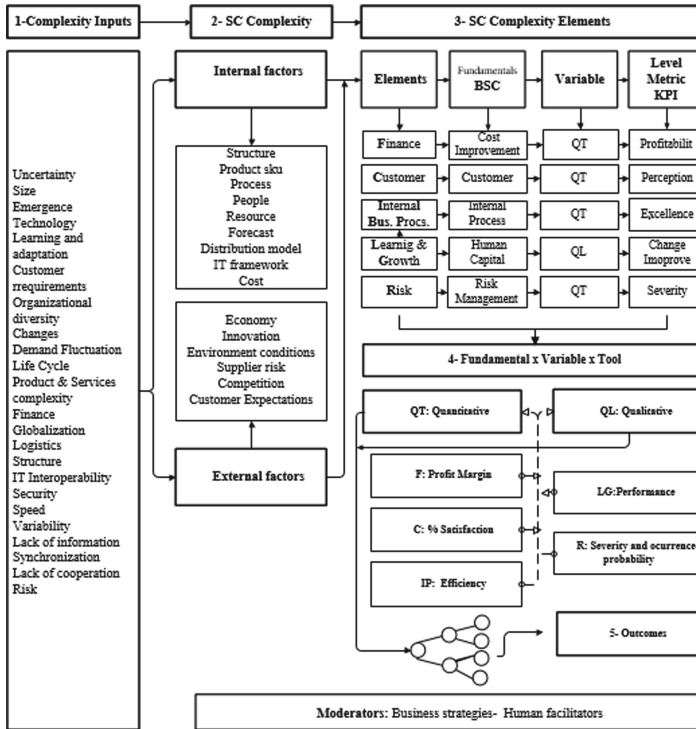 1-Complexity Inputs
2- SC Complexity
3- SC Complexity Elements
Uncertainty
Size
Emergence
Technology
Learning and
adaptation
Customer
rrequirements
Organizational
diversity
Changes
Demand Fluctuation
Life Cycle
Product & Services
complexity
Finance
Globalization
Logistics
Structure
IT Interoperability
Security
Speed
Variability
Lack of information
Synchronization
Lack of cooperation
Risk
Internal factors
Structure
Product sku
Process
People
Resource
Forecast
Distribution model
IT framework
Cost
Economy
Innovation
Environment conditions
Supplier risk
Competition
Customer Expectations
External factors
Elements
Fundamentals
BSC
Variable
Level
Metric
KPI
Finance
Cost
Improvement
QT
Profitabilit
Customer
Customer
QT
Perception
Internal
Bus. Procs.
Internal
Process
QT
Excellence
Learnig &
Growth
Human
Capital
QL
Change
Imoprove
Risk
Risk
Management
QT
Severity
4- Fundamental x Variable x Tool
QT: Quantitative
QL: Qualitative
F: Profit Margin
LG:Performance
C: % Satisfaction
R: Severity and ocurrence
probability
IP: Efficiency
5- Outcomes
Moderators: Business strategies- Human facilitators